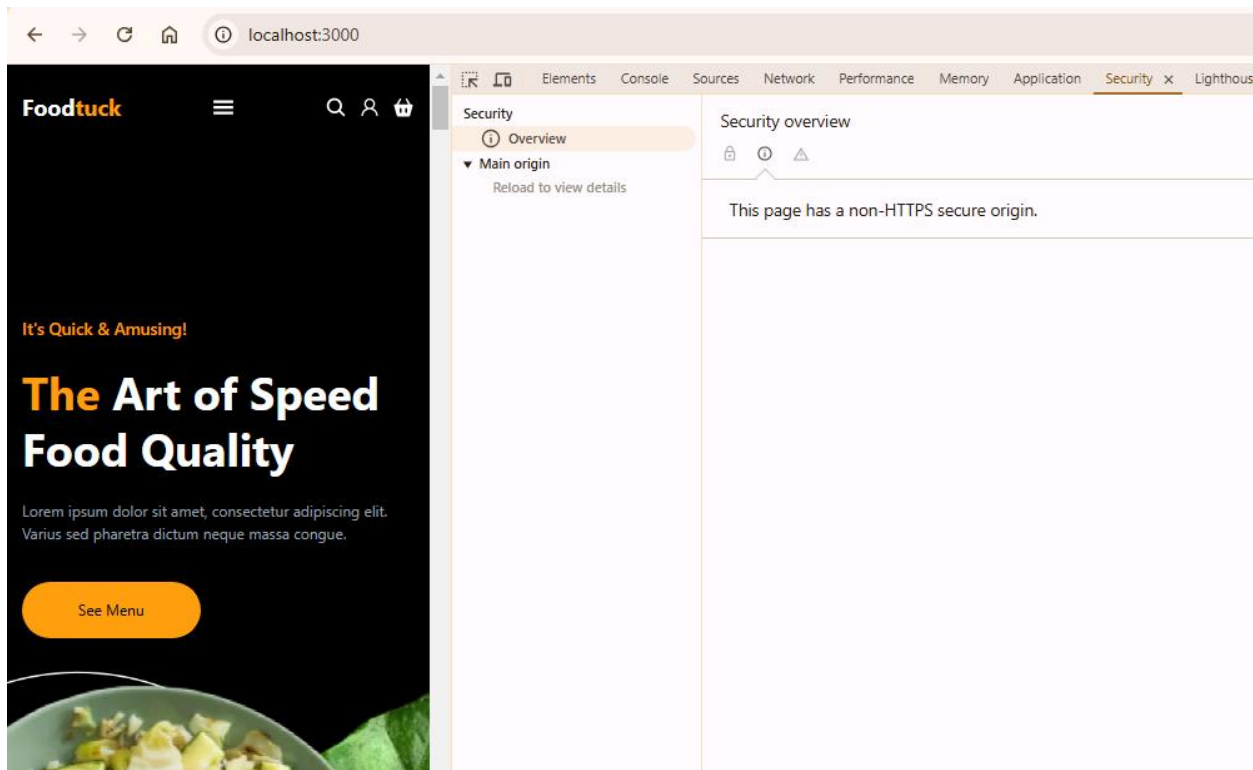 localhost:3000
Foodtuck
It's Quick & Amusing!
The Art of Speed
Food Quality
Lorem ipsum dolor sit amet, consectetur adipiscing elit.
Varius sed pharetra dictum neque massa congue.
See Menu
Elements Console Sources Network Performance Memory Application Security Lighthous
Security
Overview
Main origin
Reload to view details
Security overview
This page has a non-HTTPS secure origin.